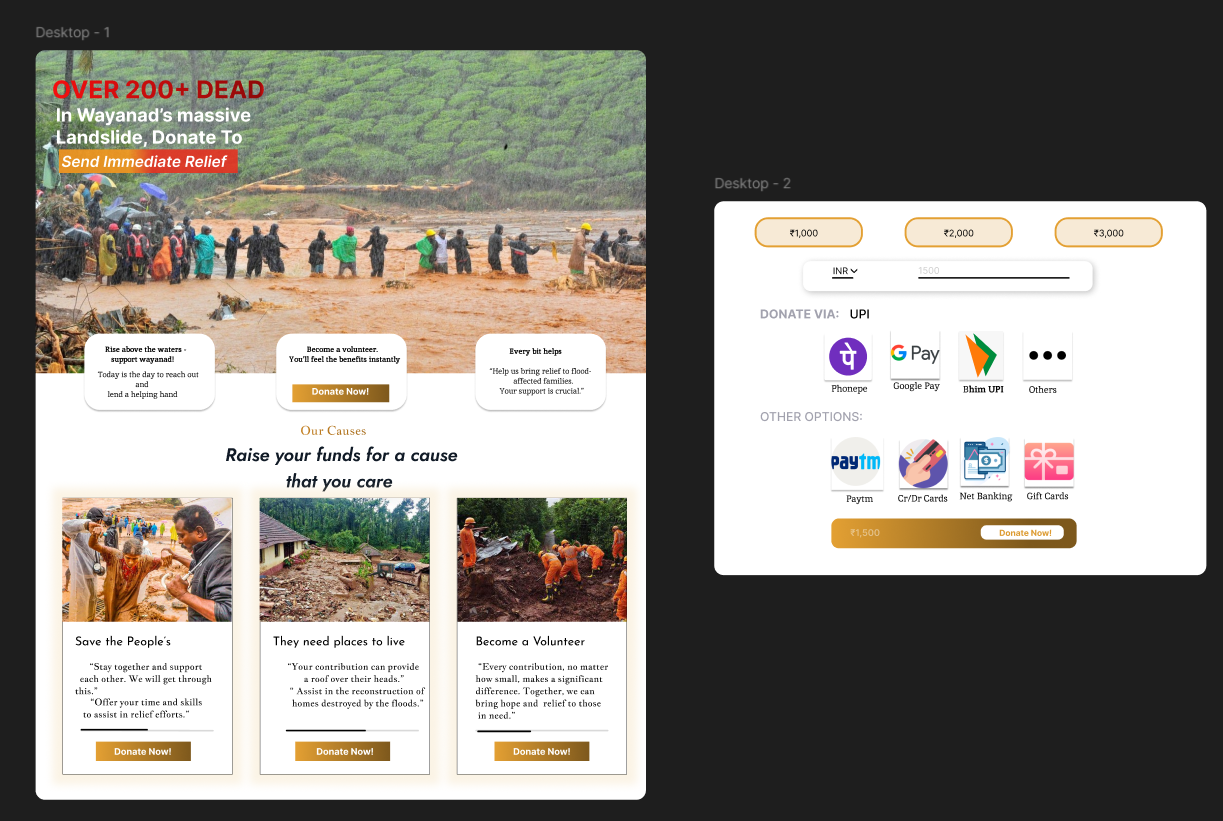 Desktop - 1
OVER 200+ DEAD
In Wayanad's massive
Landslide, Donate To
Send Immediate Relief
Rise above the waters -
support wayanad!
Today is the day to reach out
and
lend a helping hand
Become a volunteer.
You'll feel the benefits instantly
Donate Now!
Every bit helps
"Help us bring relief to flood-
affected families.
Your support is crucial."
Our Causes
Raise your funds for a cause
that you care
Save the People's
"Stay together and support
each other. We will get through
this."
"Offer your time and skills
to assist in relief efforts."
Donate Now!
They need places to live
"Your contribution can provide
a roof over their heads."
" Assist in the reconstruction of
homes destroyed by the floods."
Donate Now!
Become a Volunteer
"Every contribution, no matter
how small, makes a significant
difference. Together, we can
bring hope and relief to those
in need."
Donate Now!
Desktop - 2
₹1,000
₹2,000
₹3,000
INR
1500
DONATE VIA: UPI
पे
G Pay
Phonepe
Google Pay
Bhim UPI
Others
OTHER OPTIONS:
Paytm
Paytm
Cr/Dr Cards
Net Banking
Gift Cards
₹1,500
Donate Now!